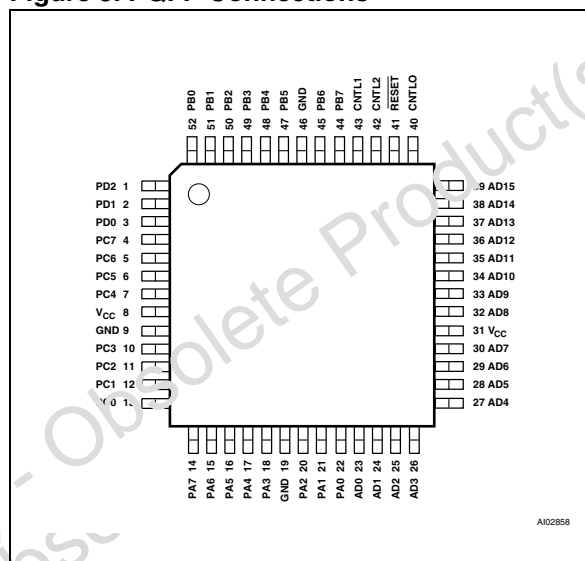 52 PB0
51 PB1
50 PB2
49 PB3
48 PB4
47 PB5
46 GND
45 PB6
44 PB7
43 CNTL1
42 CNTL2
41 RESET
40 CNTL0
PD2 1
PD1 2
PD0 3
PC7 4
PC6 5
PC5 6
PC4 7
VCC 8
GND 9
PC3 10
PC2 11
PC1 12
39 AD15
38 AD14
37 AD13
36 AD12
35 AD11
34 AD10
33 AD9
32 AD8
31 VCC
30 AD7
29 AD6
28 AD5
27 AD4
PA7 14
PA6 15
PA5 16
PA4 17
PA3 18
GND 19
PA2 20
PA1 21
PA0 22
AD0 23
AD1 24
AD2 25
AD3 26
AI02858
- Obsolete Product(s